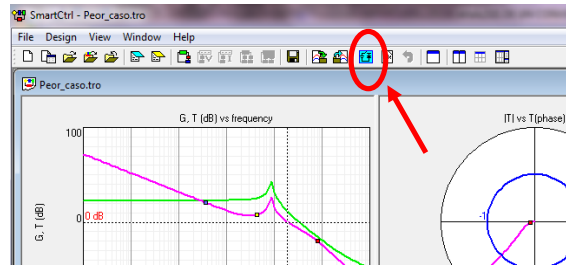 SmartCtrl - Peor_caso.tro
File Design View Window Help
Peor_caso.tro
G, T (dB) vs frequency
|T| vs T(phase)
100
G, T (dB)
0
0 dB
-1